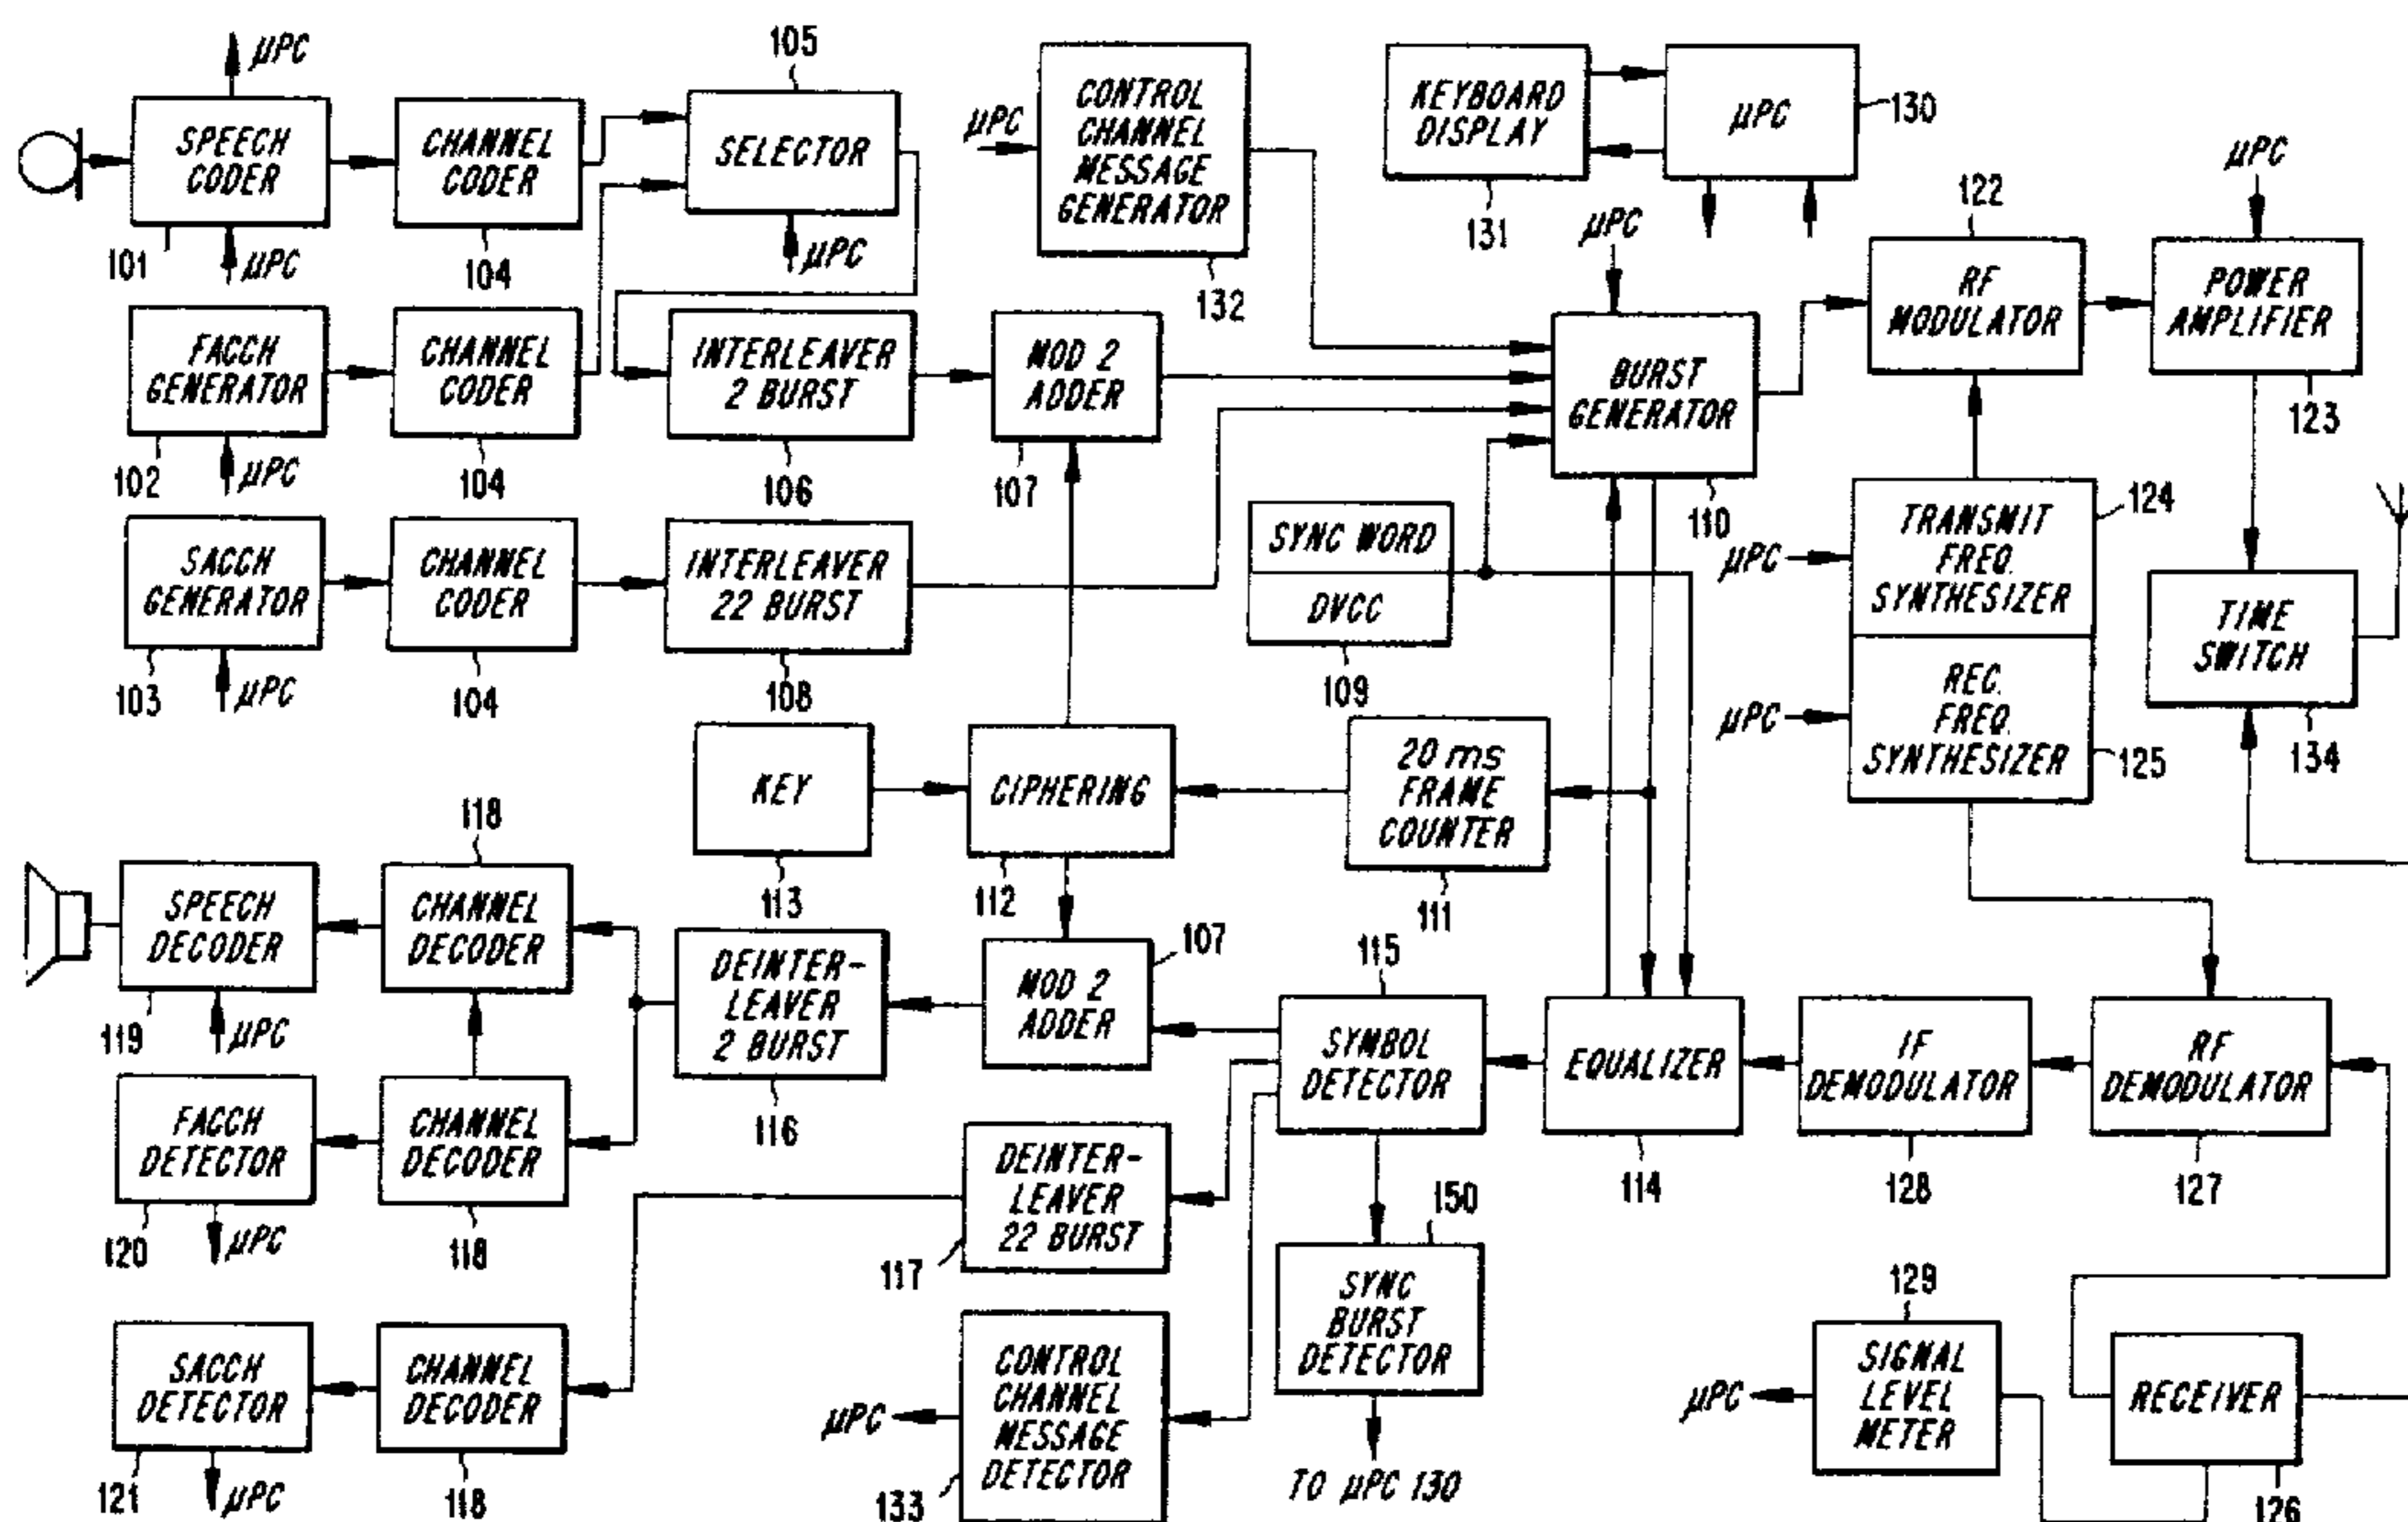 µPC
SPEECH
CODER
101
µPC
CHANNEL
CODER
104
105
SELECTOR
µPC
µPC
CONTROL
CHANNEL
MESSAGE
GENERATOR
132
KEYBOARD
DISPLAY
131
µPC
130
FACCH
GENERATOR
102
µPC
CHANNEL
CODER
104
INTERLEAVER
2 BURST
106
MOD 2
ADDER
107
µPC
BURST
GENERATOR
110
122
RF
MODULATOR
µPC
POWER
AMPLIFIER
123
SACCH
GENERATOR
103
µPC
CHANNEL
CODER
104
INTERLEAVER
22 BURST
108
SYNC WORD
DVCC
109
µPC
TRANSMIT
FREQ.
SYNTHESIZER
124
µPC
REC.
FREQ.
SYNTHESIZER
125
TIME
SWITCH
134
KEY
113
CIPHERING
112
20 ms
FRAME
COUNTER
111
SPEECH
DECODER
119
µPC
118
CHANNEL
DECODER
DEINTER-
LEAVER
2 BURST
116
MOD 2
ADDER
107
115
SYMBOL
DETECTOR
EQUALIZER
114
IF
DEMODULATOR
128
RF
DEMODULATOR
127
FACCH
DETECTOR
120
µPC
CHANNEL
DECODER
118
DEINTER-
LEAVER
22 BURST
117
150
SYNC
BURST
DETECTOR
TO µPC 130
SACCH
DETECTOR
121
µPC
CHANNEL
DECODER
118
µPC
CONTROL
CHANNEL
MESSAGE
DETECTOR
133
µPC
129
SIGNAL
LEVEL
METER
RECEIVER
126